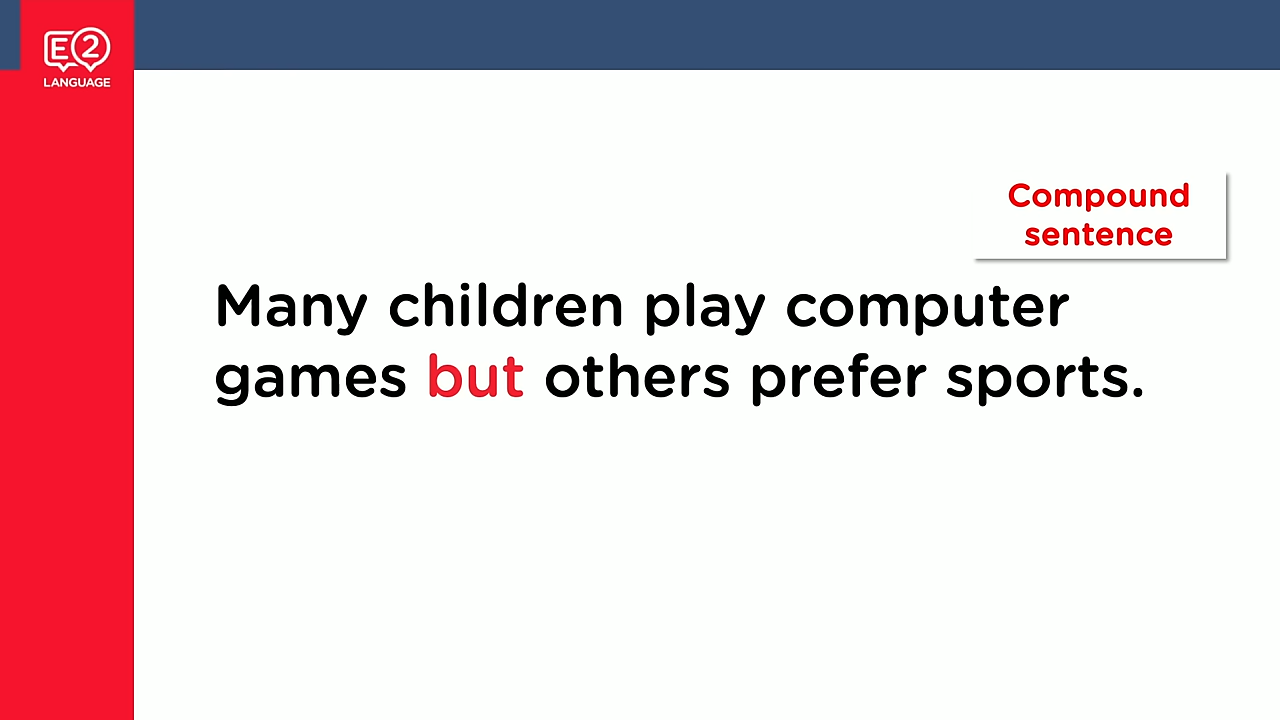 E2
LANGUAGE
Compound
sentence
Many children play computer
games but others prefer sports.